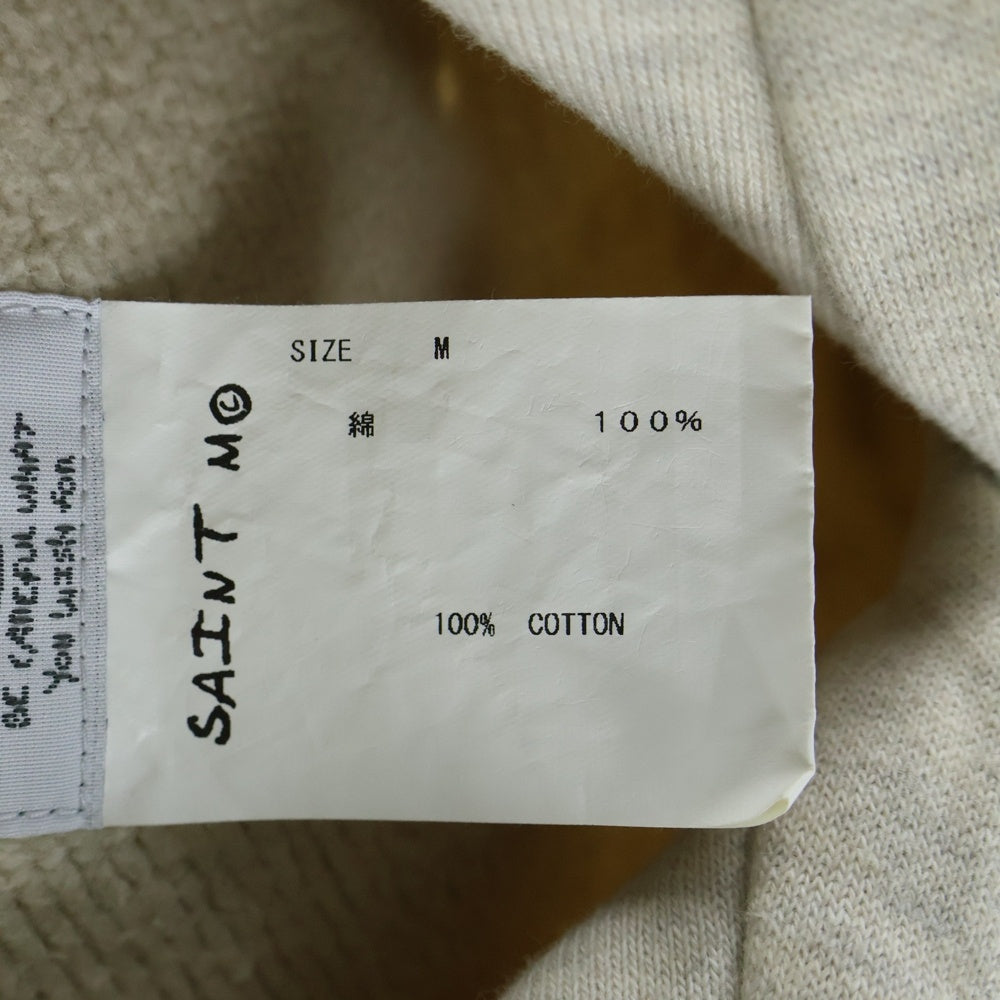 SIZE M
綿 100%
100% COTTON
SAINT M©
BE CAREFUL WHAT
YOU WISH FOR